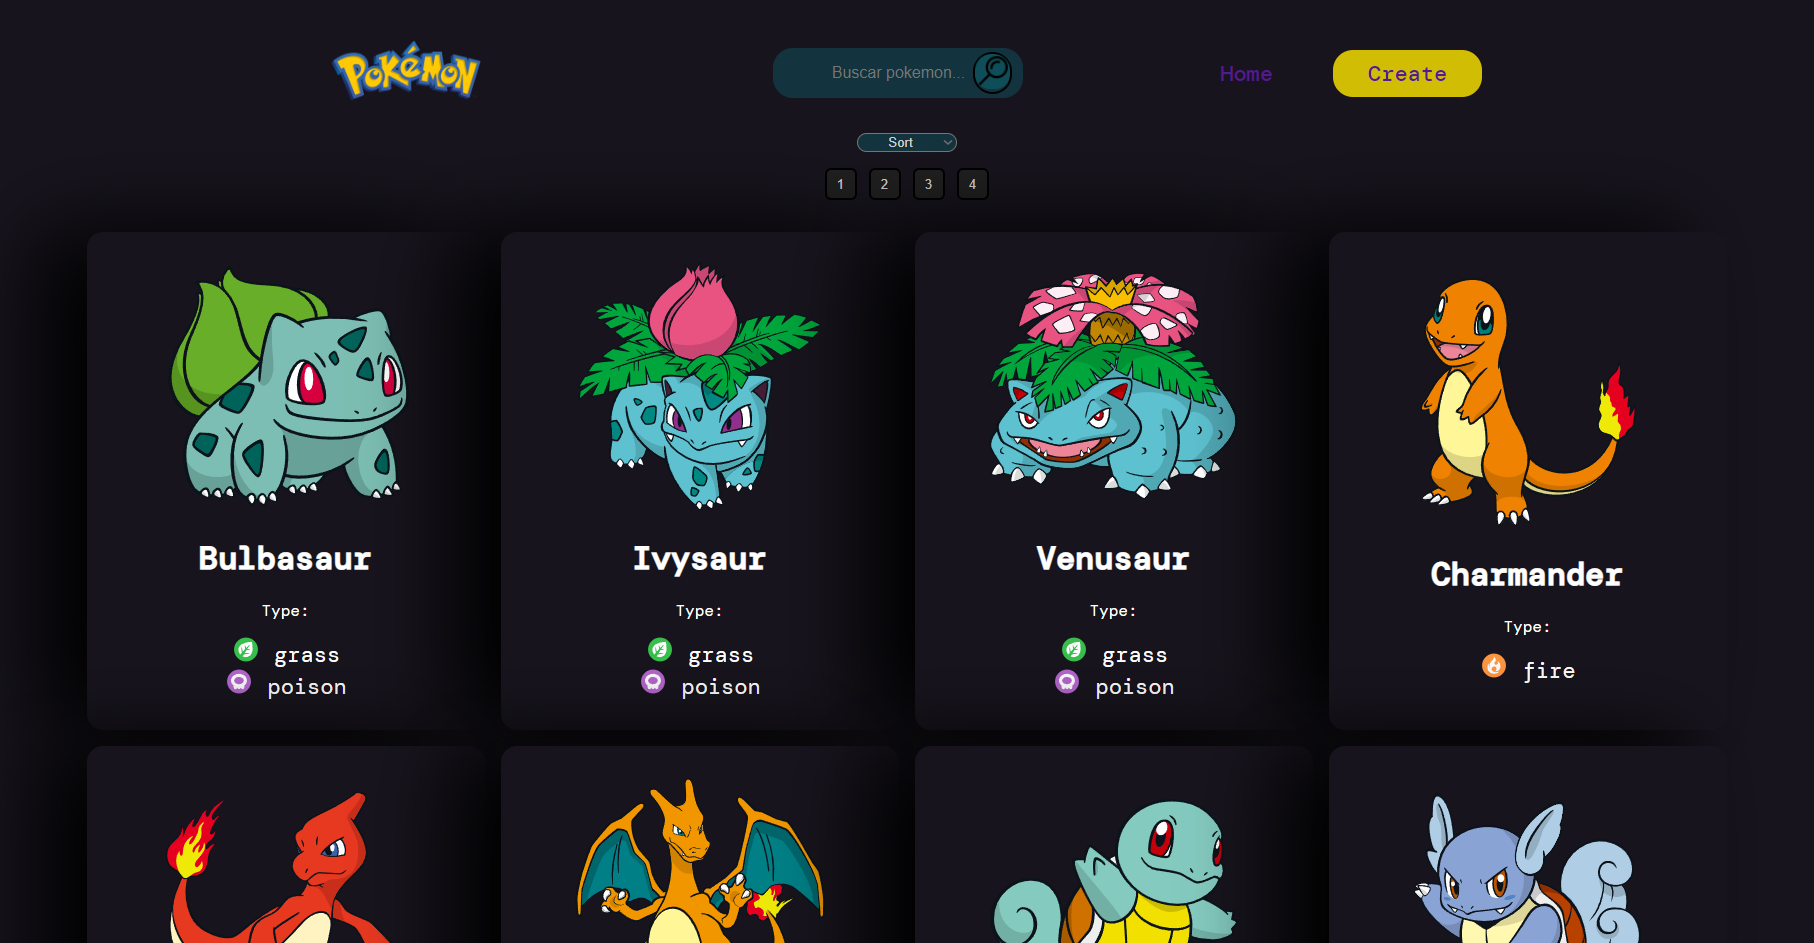 Pokémon
Buscar pokemon...
Home
Create
Sort
1 2 3 4
Bulbasaur
Type:
grass
poison
Ivysaur
Type:
grass
poison
Venusaur
Type:
grass
poison
Charmander
Type:
fire